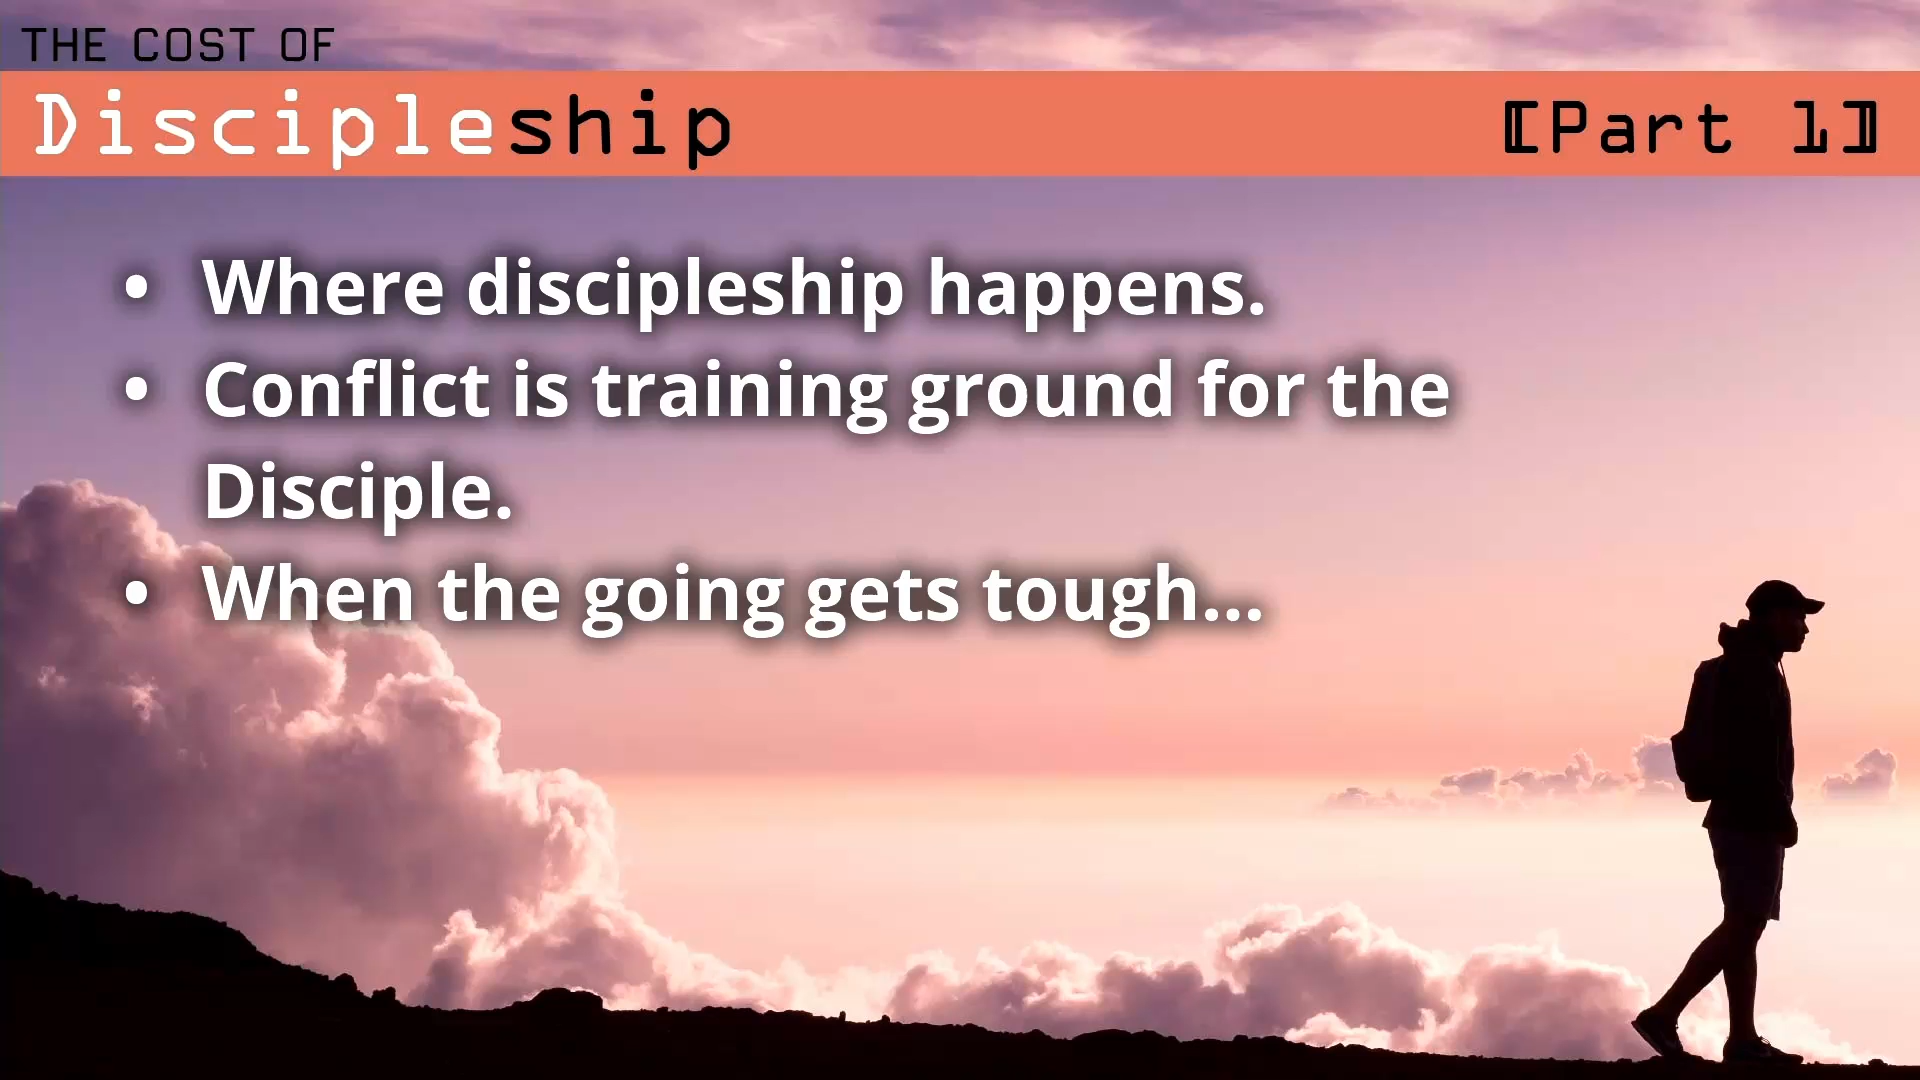 THE COST OF
Discipleship
[Part 1]
• Where discipleship happens.
• Conflict is training ground for the
Disciple.
• When the going gets tough...